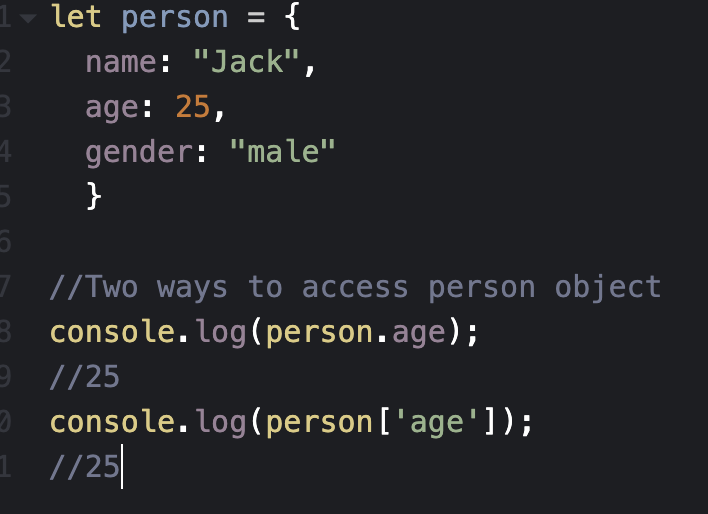 1 let person = {
2   name: "Jack",
3   age: 25,
4   gender: "male"
5   }
6
7 //Two ways to access person object
8 console.log(person.age);
9 //25
0 console.log(person['age']);
1 //25